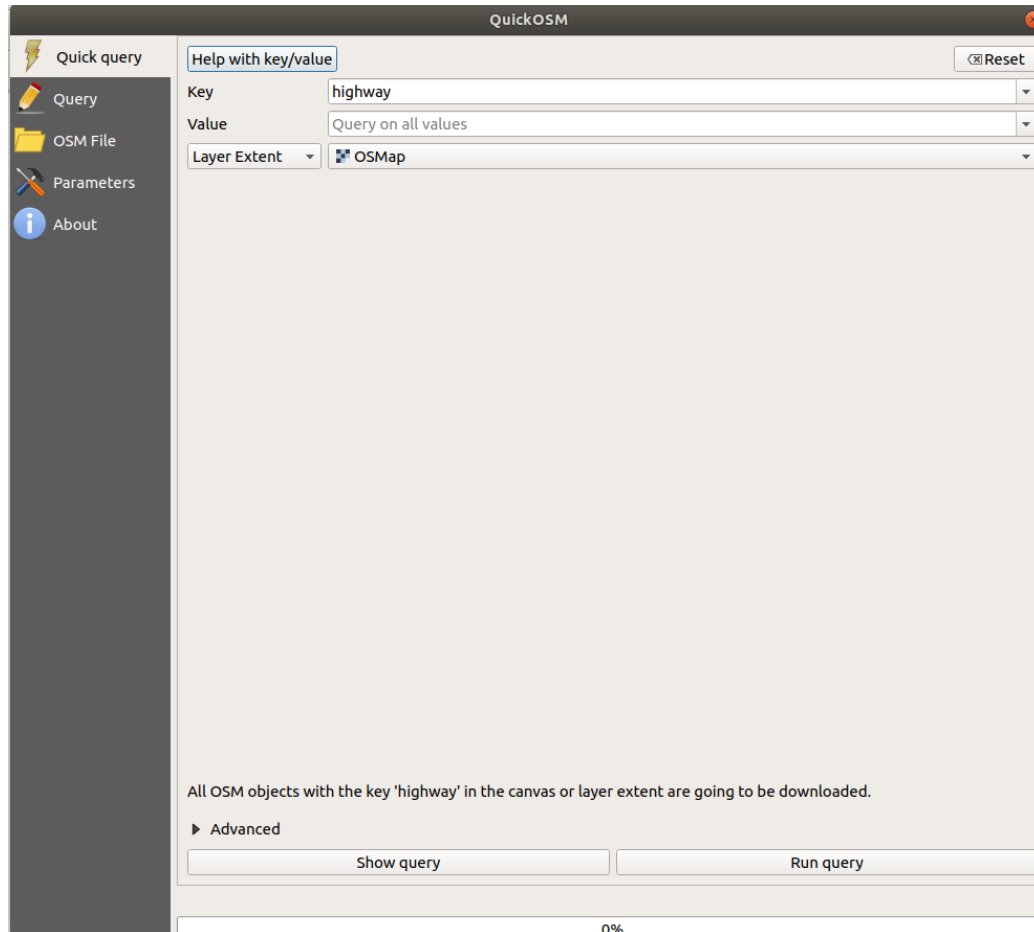 QuickOSM
Quick query
Query
OSM File
Parameters
About
Help with key/value
Reset
Key
highway
Value
Query on all values
Layer Extent
OSMap
All OSM objects with the key 'highway' in the canvas or layer extent are going to be downloaded.
Advanced
Show query
Run query
0%